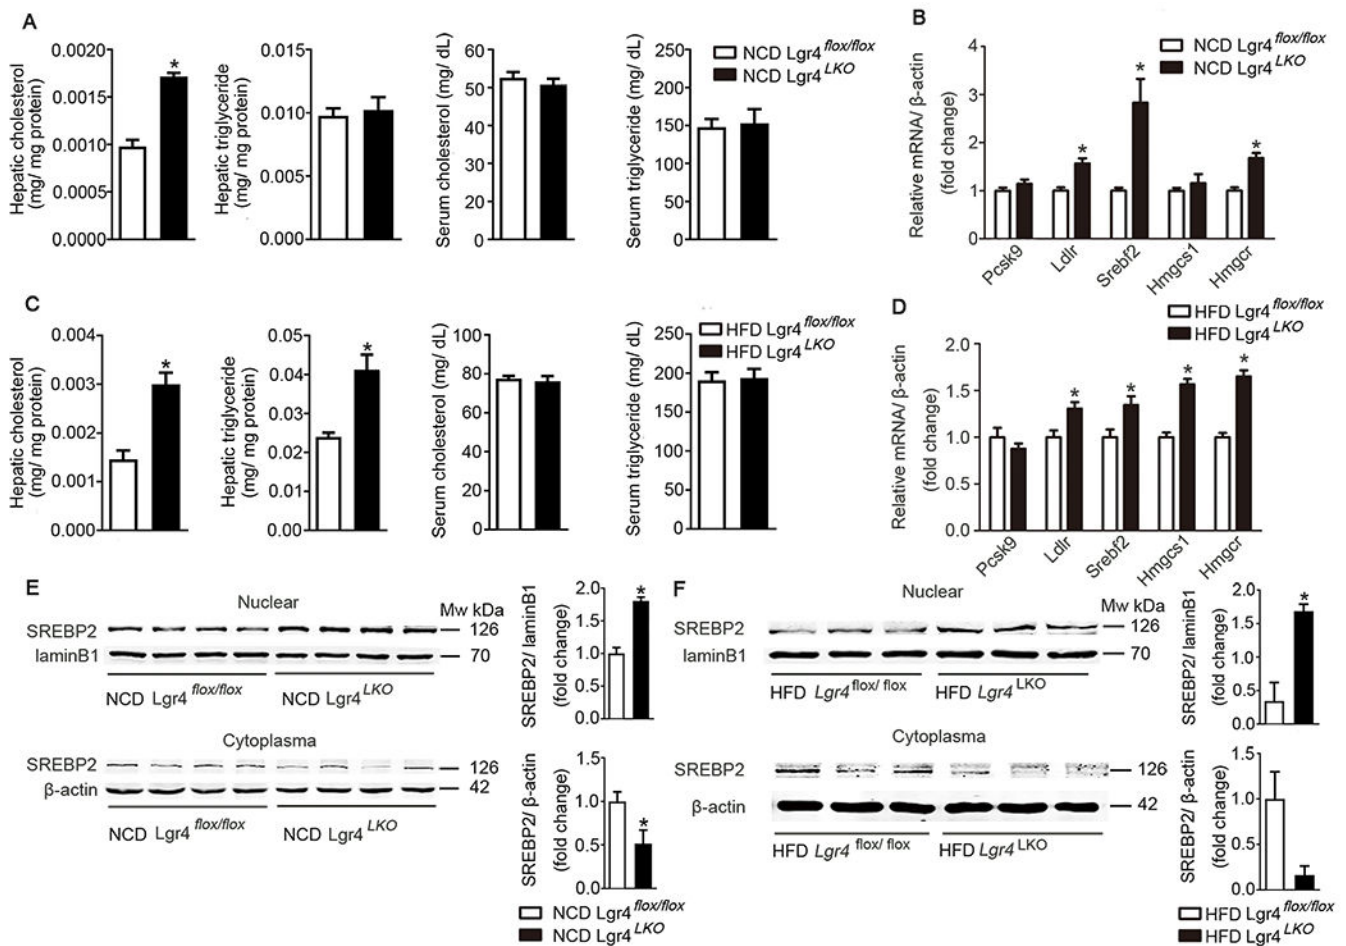 A
Hepatic cholesterol
(mg/ mg protein)
0.0020
0.0015
0.0010
0.0005
0.0000
*
Hepatic triglyceride
(mg/ mg protein)
0.015
0.010
0.005
0.000
Serum cholesterol (mg/ dL)
60
50
40
20
0
Serum triglyceride (mg/ dL)
250
200
150
100
50
0
NCD Lgr4 flox/flox
NCD Lgr4 LKO
B
Relative mRNA/ β-actin
(fold change)
4
3
2
1
0
*
*
*
Pcsk9
Ldlr
Srebf2
Hmgcs1
Hmgcr
NCD Lgr4 flox/flox
NCD Lgr4 LKO
C
Hepatic cholesterol
(mg/ mg protein)
0.004
0.003
0.002
0.001
0.000
*
Hepatic triglyceride
(mg/ mg protein)
0.05
0.04
0.03
0.02
0.01
0.00
*
Serum cholesterol (mg/ dL)
100
80
60
40
20
0
Serum triglyceride (mg/ dL)
250
200
150
100
50
0
HFD Lgr4 flox/flox
HFD Lgr4 LKO
D
Relative mRNA/ β-actin
(fold change)
2.0
1.5
1.0
0.5
0.0
*
*
*
*
Pcsk9
Ldlr
Srebf2
Hmgcs1
Hmgcr
HFD Lgr4 flox/flox
HFD Lgr4 LKO
E
Nuclear
Mw kDa
SREBP2
126
laminB1
70
NCD Lgr4 flox/flox
NCD Lgr4 LKO
SREBP2/ laminB1
(fold change)
2.0
1.5
1.0
0.5
0.0
*
Cytoplasma
SREBP2
126
β-actin
42
NCD Lgr4 flox/flox
NCD Lgr4 LKO
SREBP2/ β-actin
(fold change)
1.5
1.0
0.5
0.0
*
NCD Lgr4 flox/flox
NCD Lgr4 LKO
F
Nuclear
Mw kDa
SREBP2
126
laminB1
70
HFD Lgr4 flox/ flox
HFD Lgr4 LKO
SREBP2/ laminB1
(fold change)
2.0
1.5
1.0
0.5
0.0
*
Cytoplasma
SREBP2
126
β-actin
42
HFD Lgr4 flox/ flox
HFD Lgr4 LKO
SREBP2/ β-actin
(fold change)
1.5
1.0
0.5
0.0
HFD Lgr4 flox/flox
HFD Lgr4 LKO